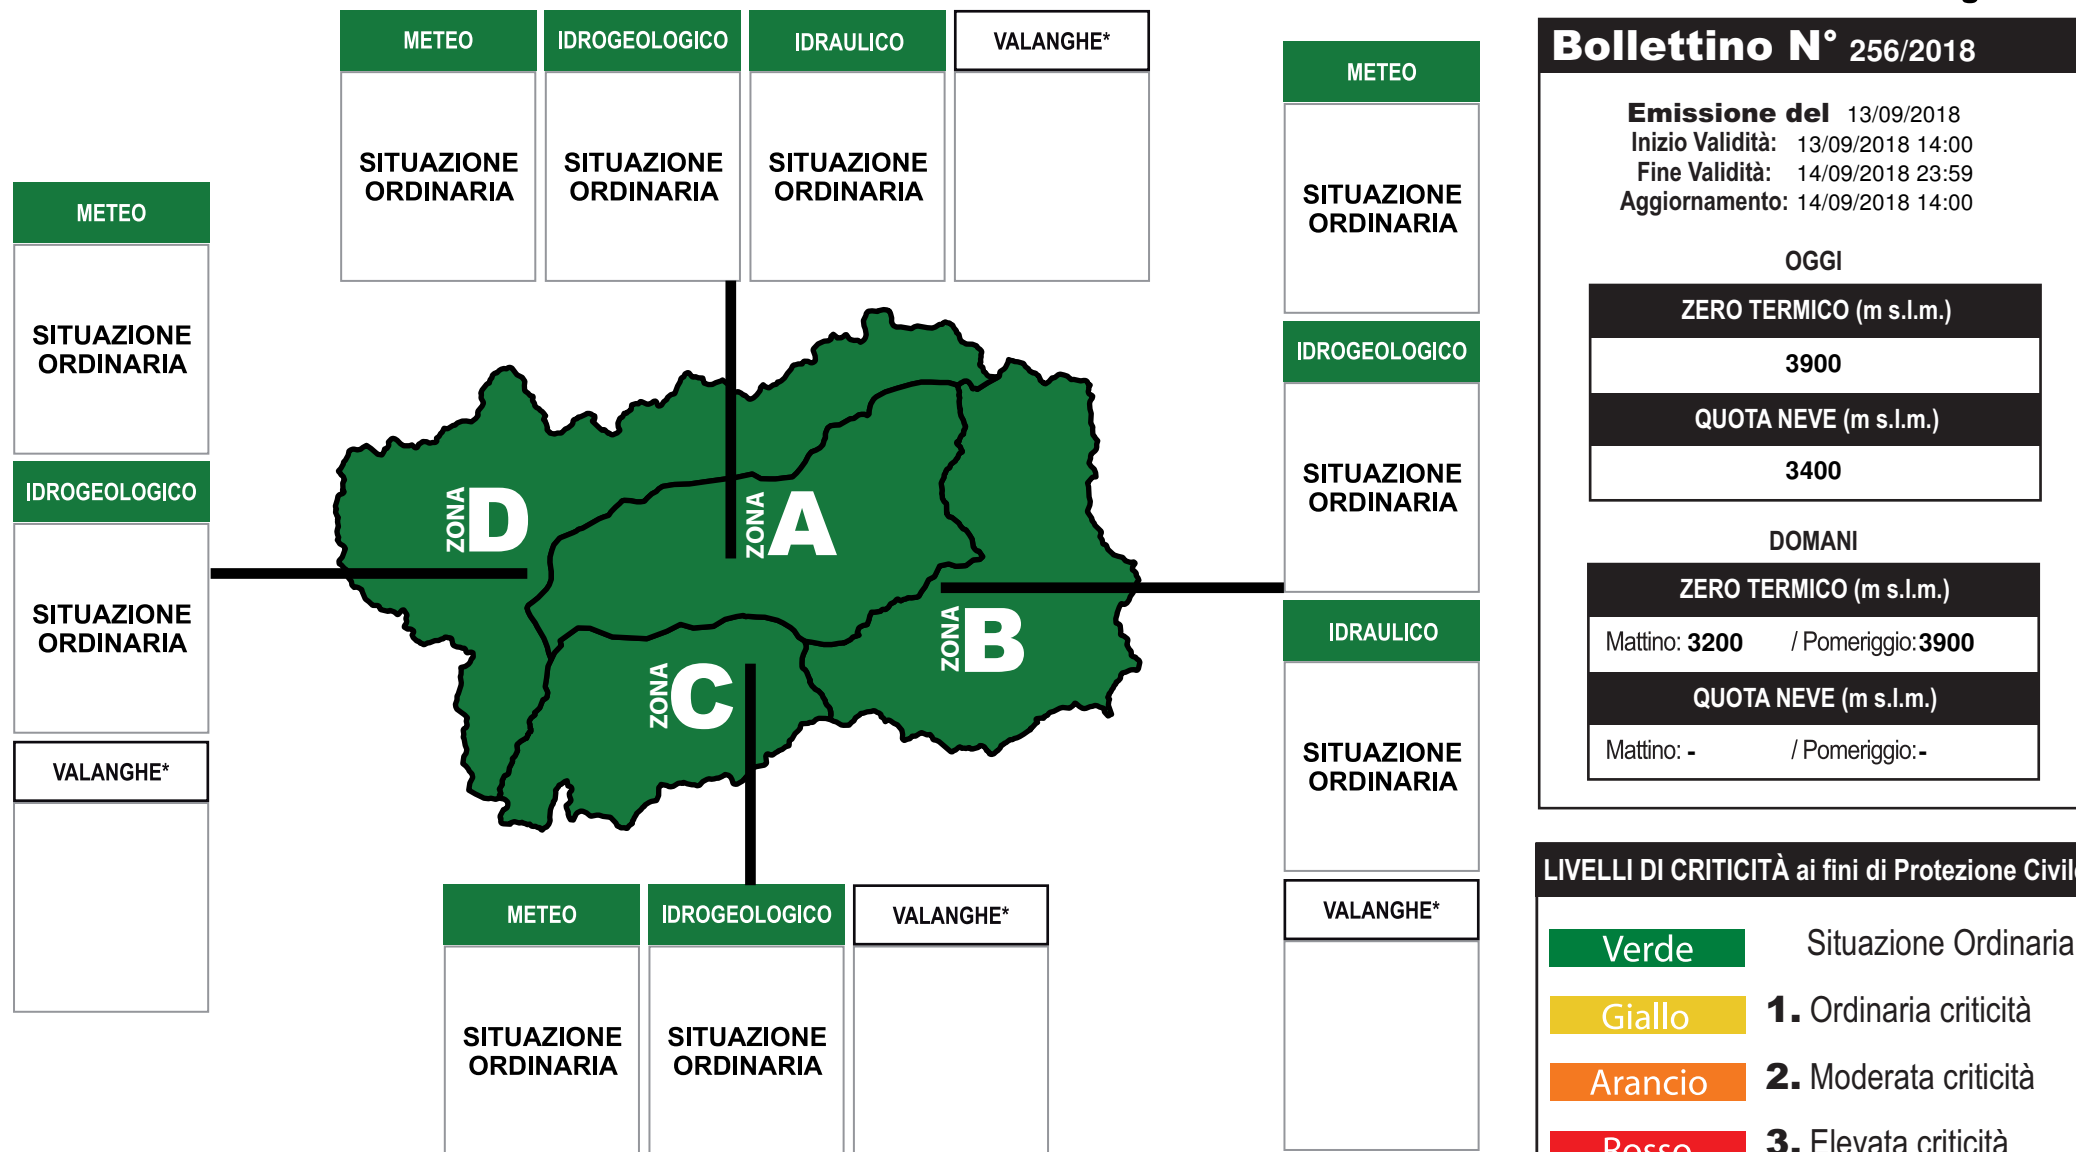 METEO IDROGEOLOGICO IDRAULICO VALANGHE*
SITUAZIONE ORDINARIA SITUAZIONE ORDINARIA SITUAZIONE ORDINARIA
METEO
SITUAZIONE
ORDINARIA
IDROGEOLOGICO
SITUAZIONE
ORDINARIA
VALANGHE*
ZONA D
ZONA A
ZONA B
ZONA C
METEO
SITUAZIONE
ORDINARIA
IDROGEOLOGICO
SITUAZIONE
ORDINARIA
IDRAULICO
SITUAZIONE
ORDINARIA
VALANGHE*
METEO IDROGEOLOGICO VALANGHE*
SITUAZIONE ORDINARIA SITUAZIONE ORDINARIA
Bollettino N° 256/2018
Emissione del 13/09/2018
Inizio Validità: 13/09/2018 14:00
Fine Validità: 14/09/2018 23:59
Aggiornamento: 14/09/2018 14:00
OGGI
ZERO TERMICO (m s.l.m.)
3900
QUOTA NEVE (m s.l.m.)
3400
DOMANI
ZERO TERMICO (m s.l.m.)
Mattino: 3200 / Pomeriggio: 3900
QUOTA NEVE (m s.l.m.)
Mattino: - / Pomeriggio: -
LIVELLI DI CRITICITÀ ai fini di Protezione Civile
Verde Situazione Ordinaria
Giallo 1. Ordinaria criticità
Arancio 2. Moderata criticità
Rosso 3. Elevata criticità